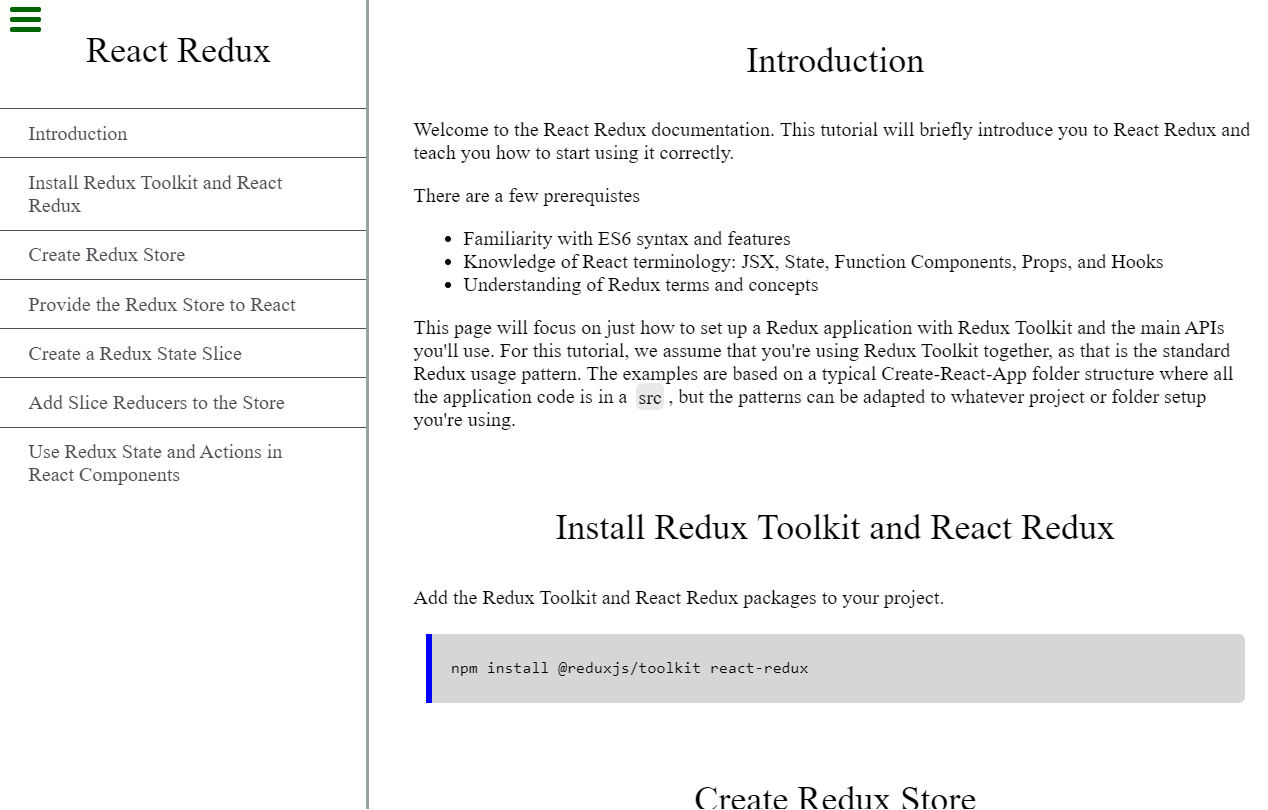 React Redux
Introduction
Install Redux Toolkit and React
Redux
Create Redux Store
Provide the Redux Store to React
Create a Redux State Slice
Add Slice Reducers to the Store
Use Redux State and Actions in
React Components
Introduction
Welcome to the React Redux documentation. This tutorial will briefly introduce you to React Redux and
teach you how to start using it correctly.
There are a few prerequistes
• Familiarity with ES6 syntax and features
• Knowledge of React terminology: JSX, State, Function Components, Props, and Hooks
• Understanding of Redux terms and concepts
This page will focus on just how to set up a Redux application with Redux Toolkit and the main APIs
you'll use. For this tutorial, we assume that you're using Redux Toolkit together, as that is the standard
Redux usage pattern. The examples are based on a typical Create-React-App folder structure where all
the application code is in a src , but the patterns can be adapted to whatever project or folder setup
you're using.
Install Redux Toolkit and React Redux
Add the Redux Toolkit and React Redux packages to your project.
npm install @reduxjs/toolkit react-redux
Create Redux Store